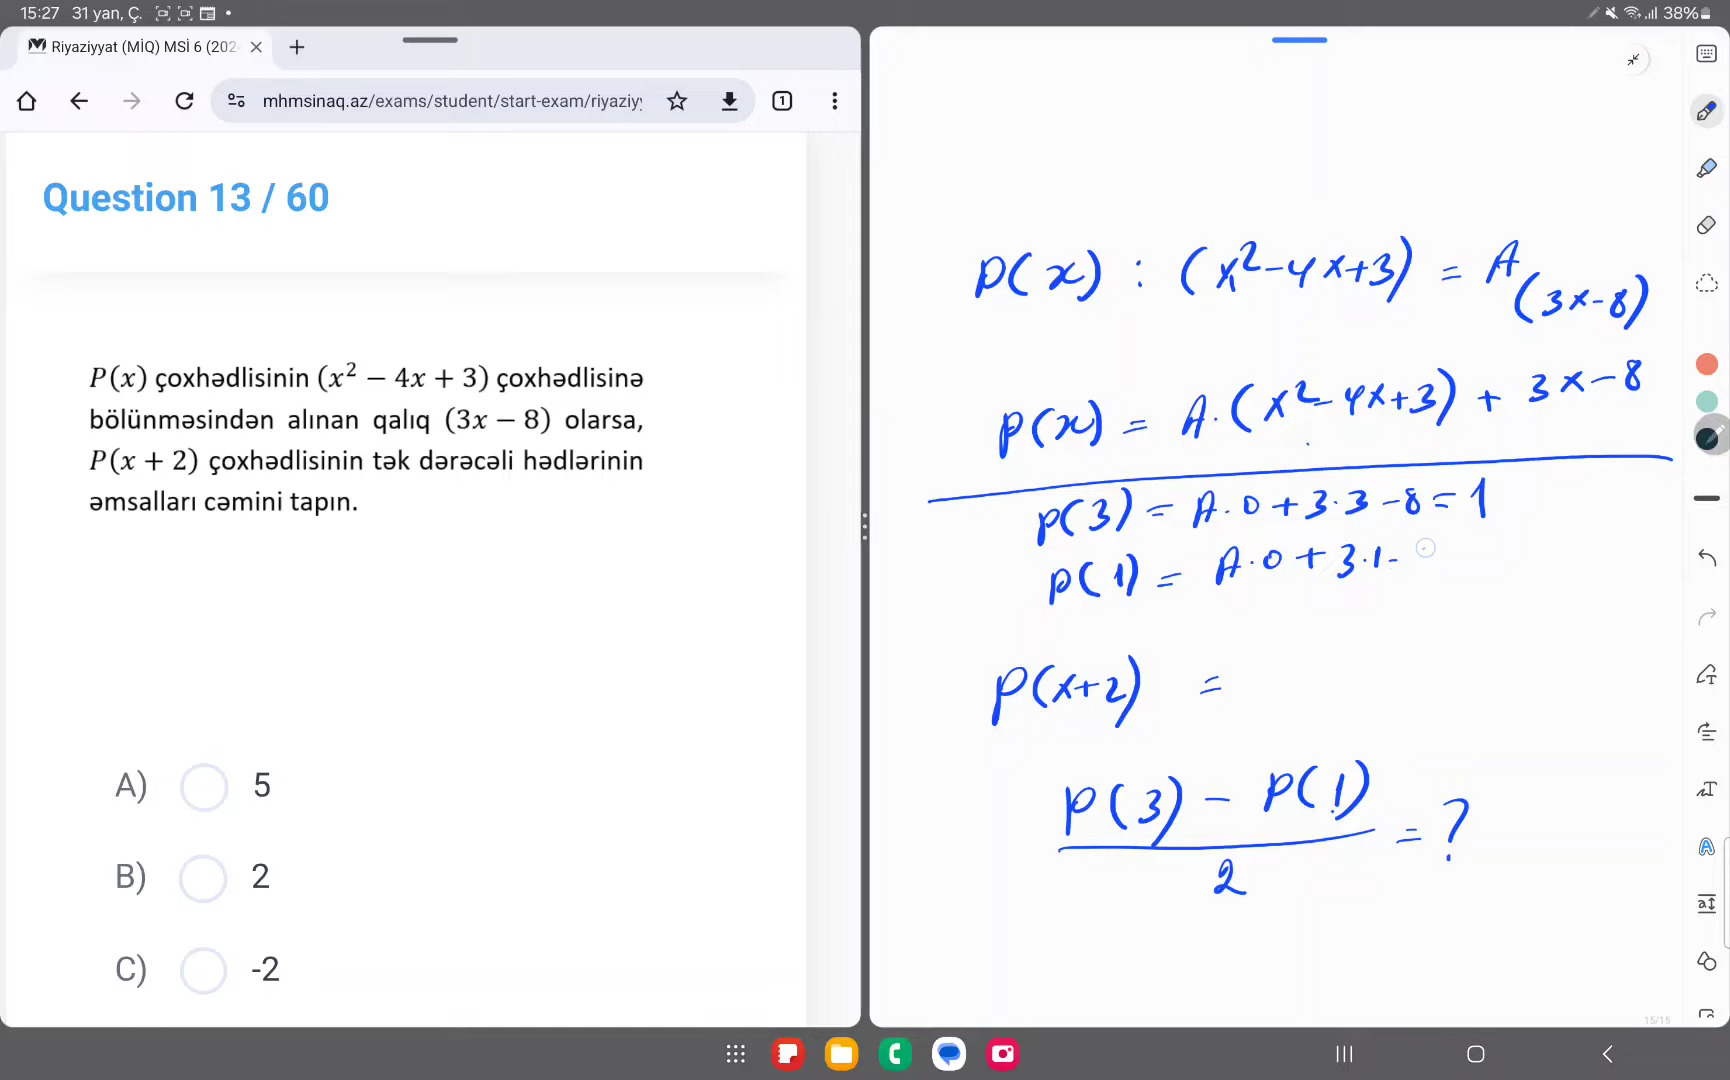 15:27 31 yan, Ç.
38%
Riyaziyyat (MİQ) MSİ 6 (202
mhmsinaq.az/exams/student/start-exam/riyaziy
1
Question 13 / 60
P(x) çoxhədlisinin (x² − 4x + 3) çoxhədlisinə
bölünməsindən alınan qalıq (3x − 8) olarsa,
P(x + 2) çoxhədlisinin tək dərəcəli hədlərinin
əmsalları cəmini tapın.
A) 5
B) 2
C) -2
P(x) : (x²-4x+3) = A
(3x-8)
P(x) = A·(x²-4x+3) + 3x-8
P(3) = A·0+3·3-8=1
P(1) = A·0+3·1-
P(x+2) =
P(3) - P(1)
= ?
2
15/15